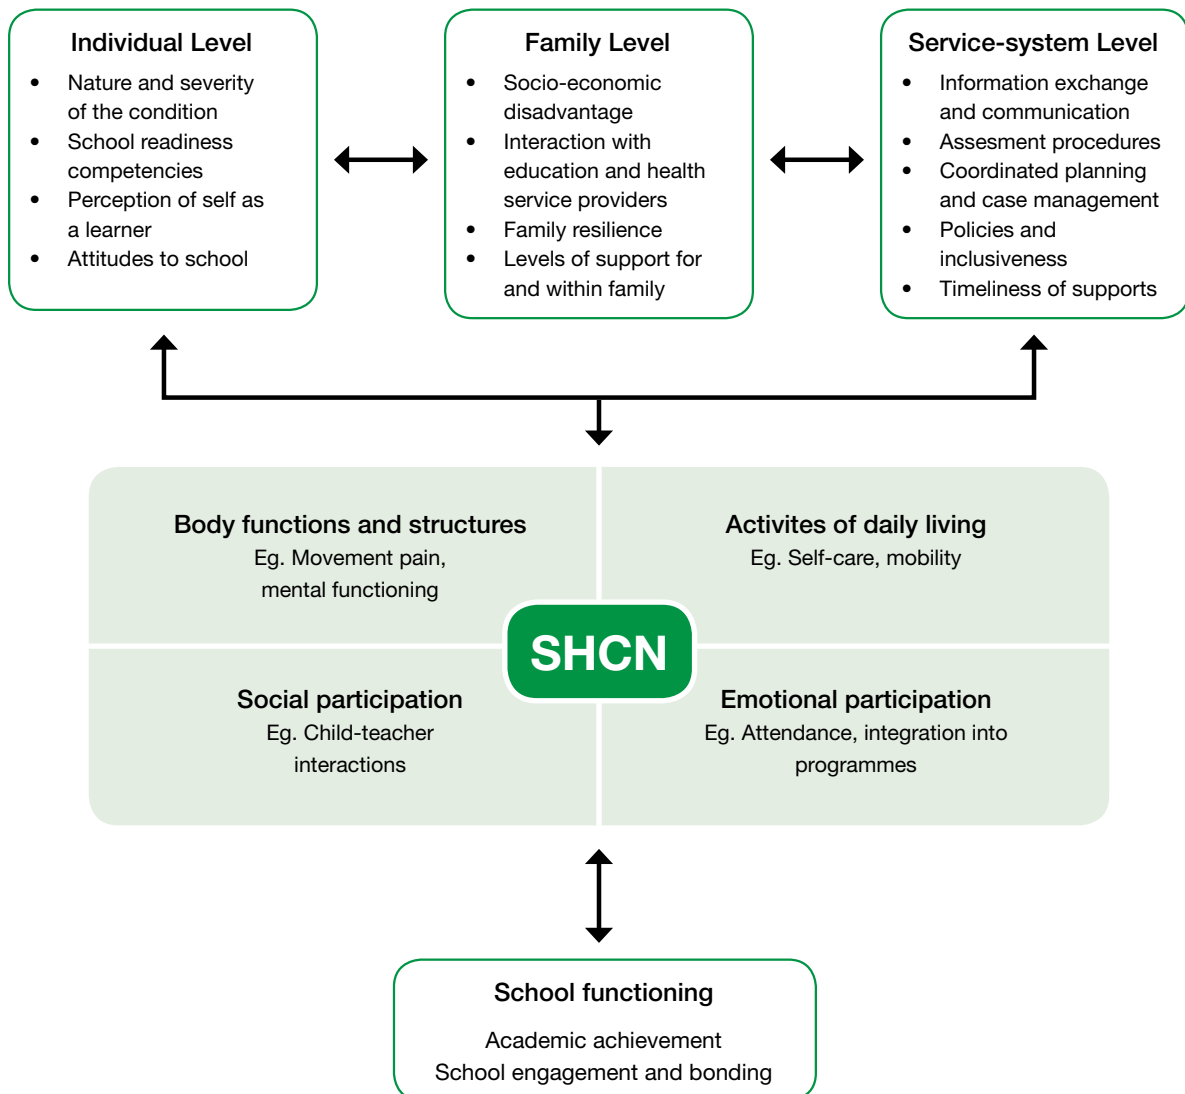 Individual Level
• Nature and severity
of the condition
• School readiness
competencies
• Perception of self as
a learner
• Attitudes to school
Family Level
• Socio-economic
disadvantage
• Interaction with
education and health
service providers
• Family resilience
• Levels of support for
and within family
Service-system Level
• Information exchange
and communication
• Assesment procedures
• Coordinated planning
and case management
• Policies and
inclusiveness
• Timeliness of supports
Body functions and structures
Eg. Movement pain,
mental functioning
Activites of daily living
Eg. Self-care, mobility
SHCN
Social participation
Eg. Child-teacher
interactions
Emotional participation
Eg. Attendance, integration into
programmes
School functioning
Academic achievement
School engagement and bonding